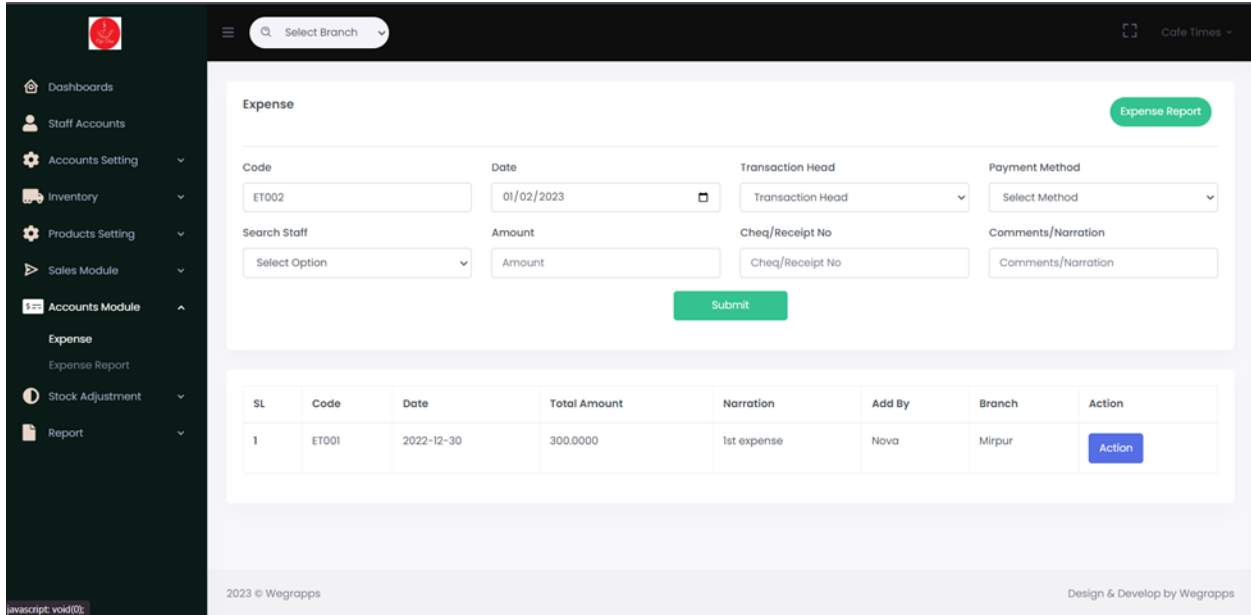 Select Branch
Cafe Times
Dashboards
Staff Accounts
Accounts Setting
Inventory
Products Setting
Sales Module
Accounts Module
Expense
Expense Report
Stock Adjustment
Report
javascript: void(0);
Expense
Expense Report
Code Date Transaction Head Payment Method
ET002 01/02/2023 Transaction Head Select Method
Search Staff Amount Cheq/Receipt No Comments/Narration
Select Option Amount Cheq/Receipt No Comments/Narration
Submit
SL Code Date Total Amount Narration Add By Branch Action
1 ET001 2022-12-30 300.0000 1st expense Nova Mirpur Action
2023 © Wegrapps Design & Develop by Wegrapps